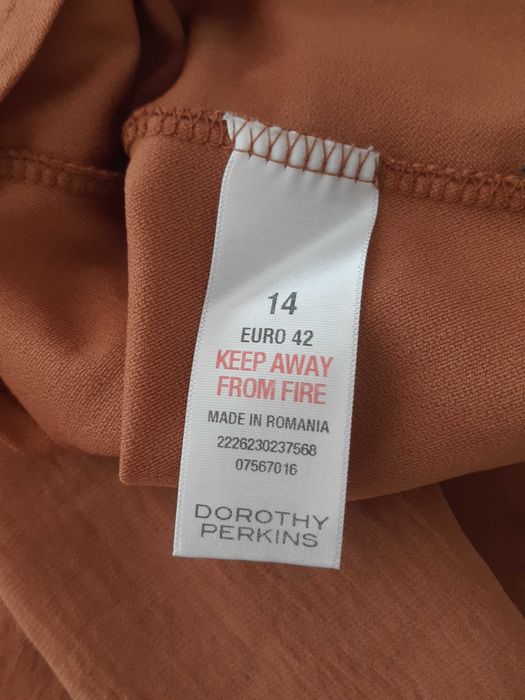 14
EURO 42
KEEP AWAY
FROM FIRE
MADE IN ROMANIA
2226230237568
07567016
DOROTHY
PERKINS